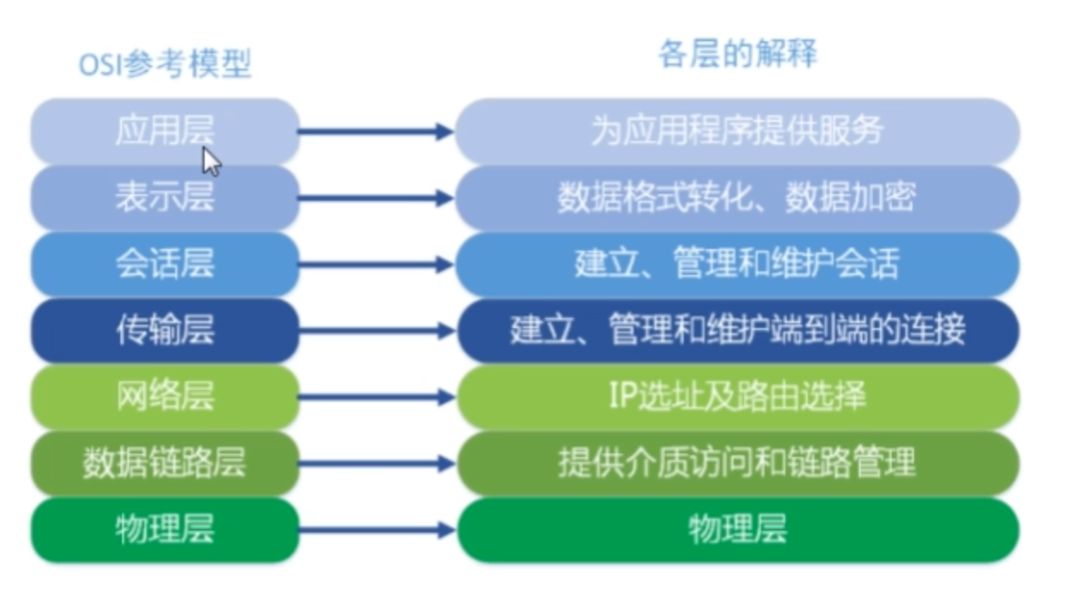 OSI参考模型
各层的解释
应用层
为应用程序提供服务
表示层
数据格式转化、数据加密
会话层
建立、管理和维护会话
传输层
建立、管理和维护端到端的连接
网络层
IP选址及路由选择
数据链路层
提供介质访问和链路管理
物理层
物理层